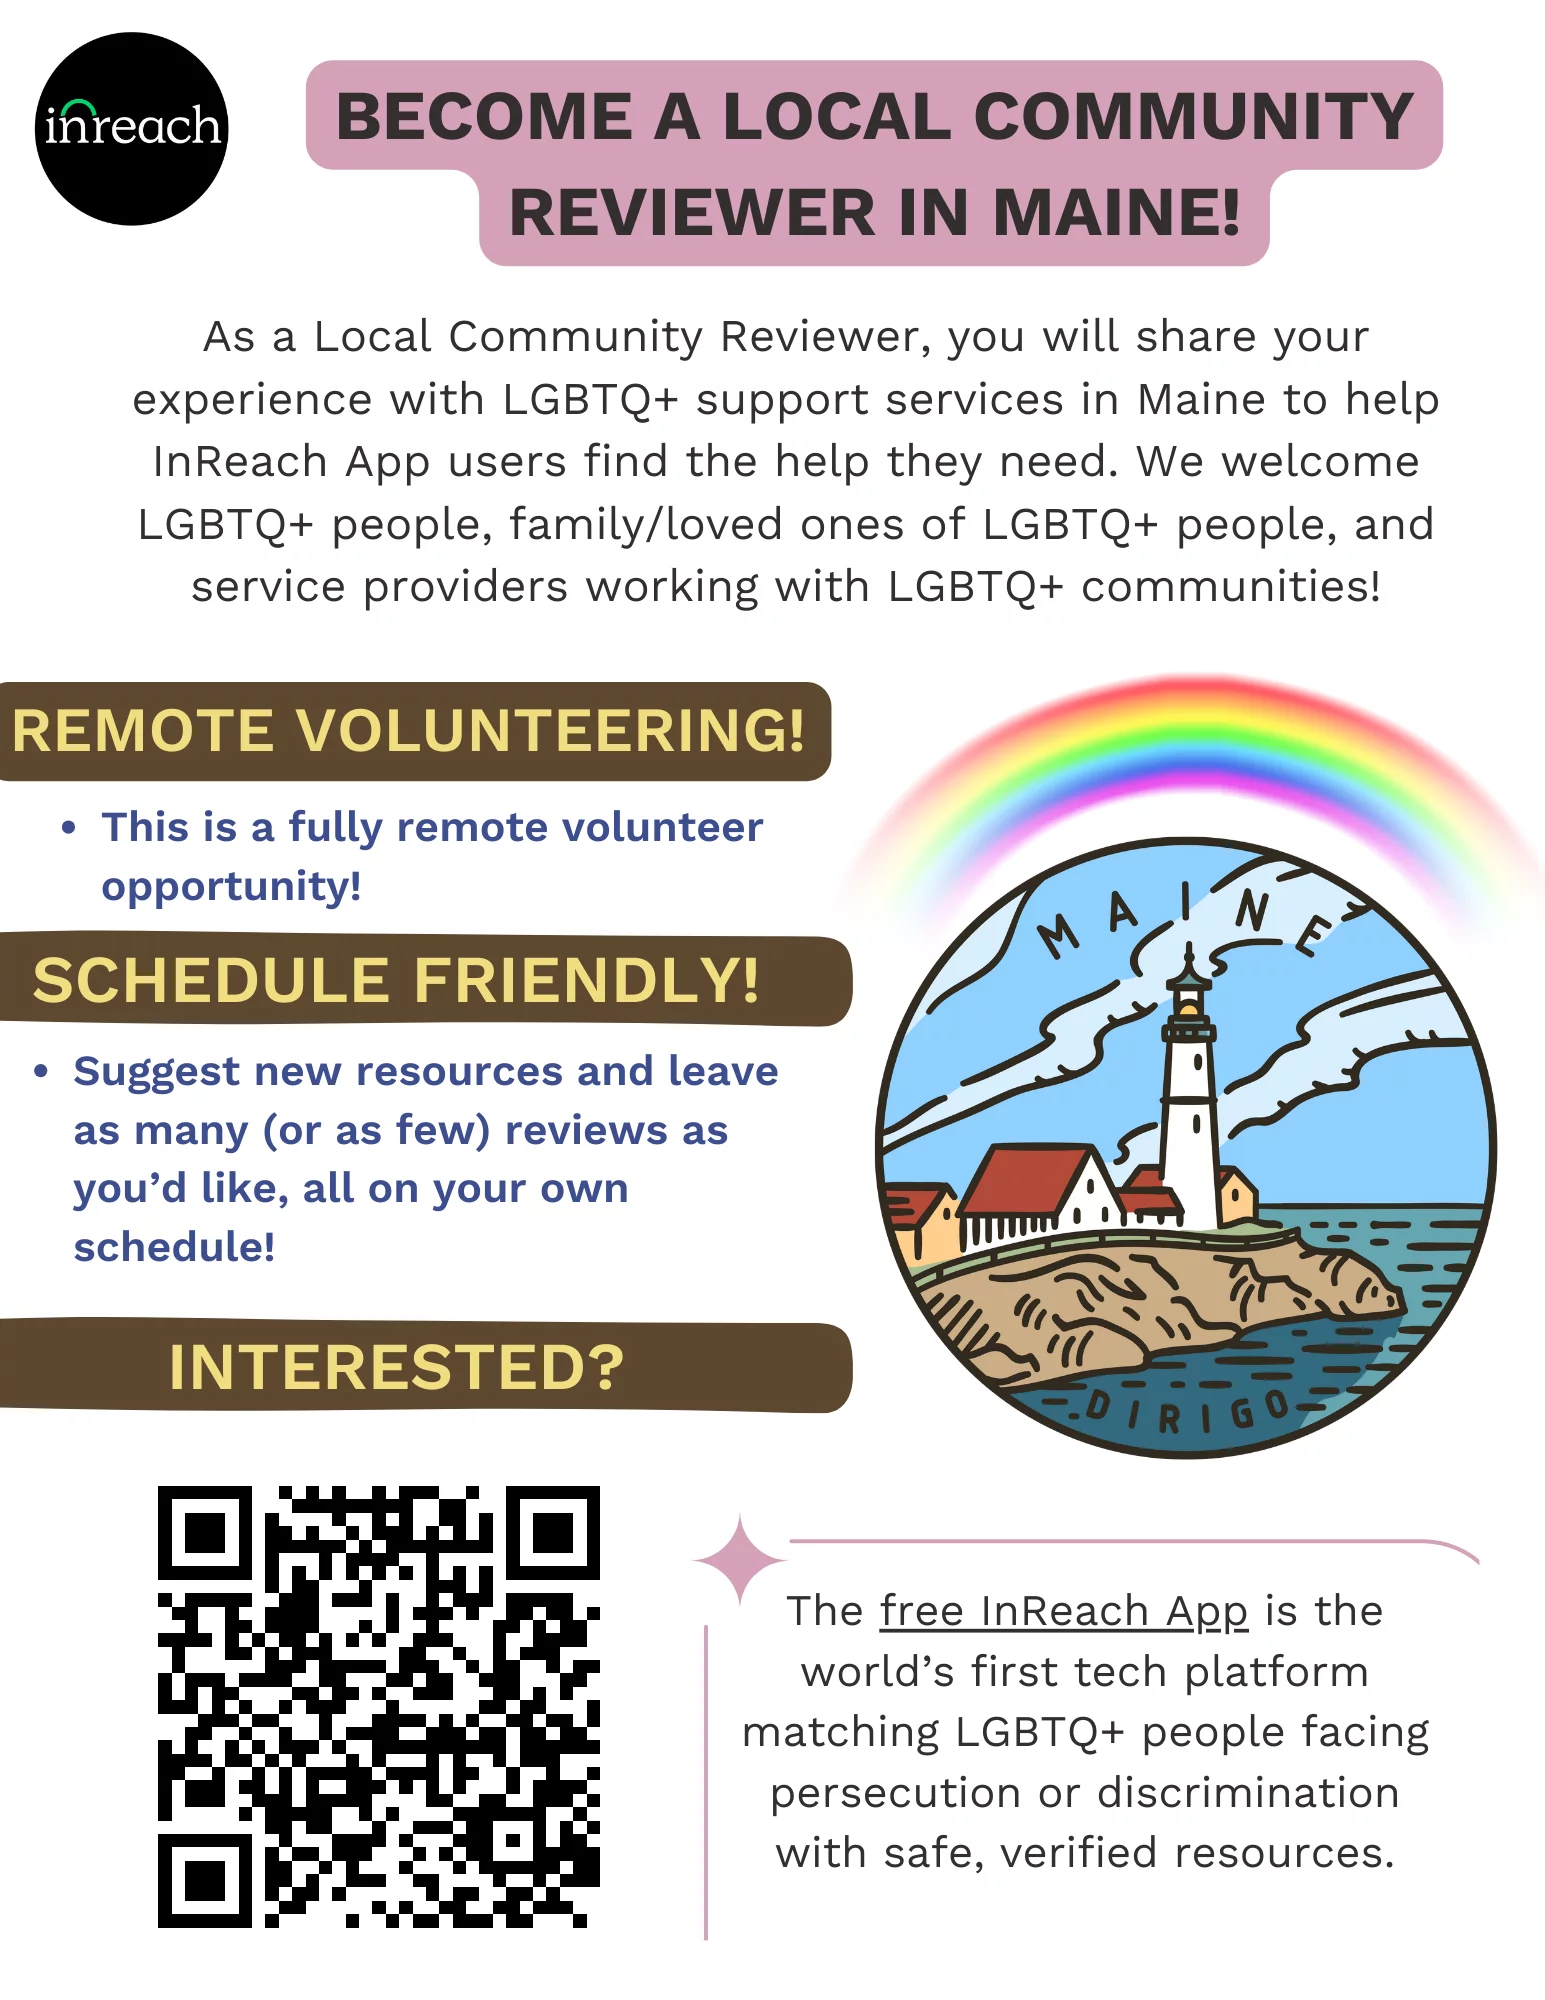 inreach
BECOME A LOCAL COMMUNITY
REVIEWER IN MAINE!
As a Local Community Reviewer, you will share your
experience with LGBTQ+ support services in Maine to help
InReach App users find the help they need. We welcome
LGBTQ+ people, family/loved ones of LGBTQ+ people, and
service providers working with LGBTQ+ communities!
REMOTE VOLUNTEERING!
• This is a fully remote volunteer
opportunity!
SCHEDULE FRIENDLY!
• Suggest new resources and leave
as many (or as few) reviews as
you’d like, all on your own
schedule!
INTERESTED?
MAINE
DIRIGO
The free InReach App is the
world’s first tech platform
matching LGBTQ+ people facing
persecution or discrimination
with safe, verified resources.